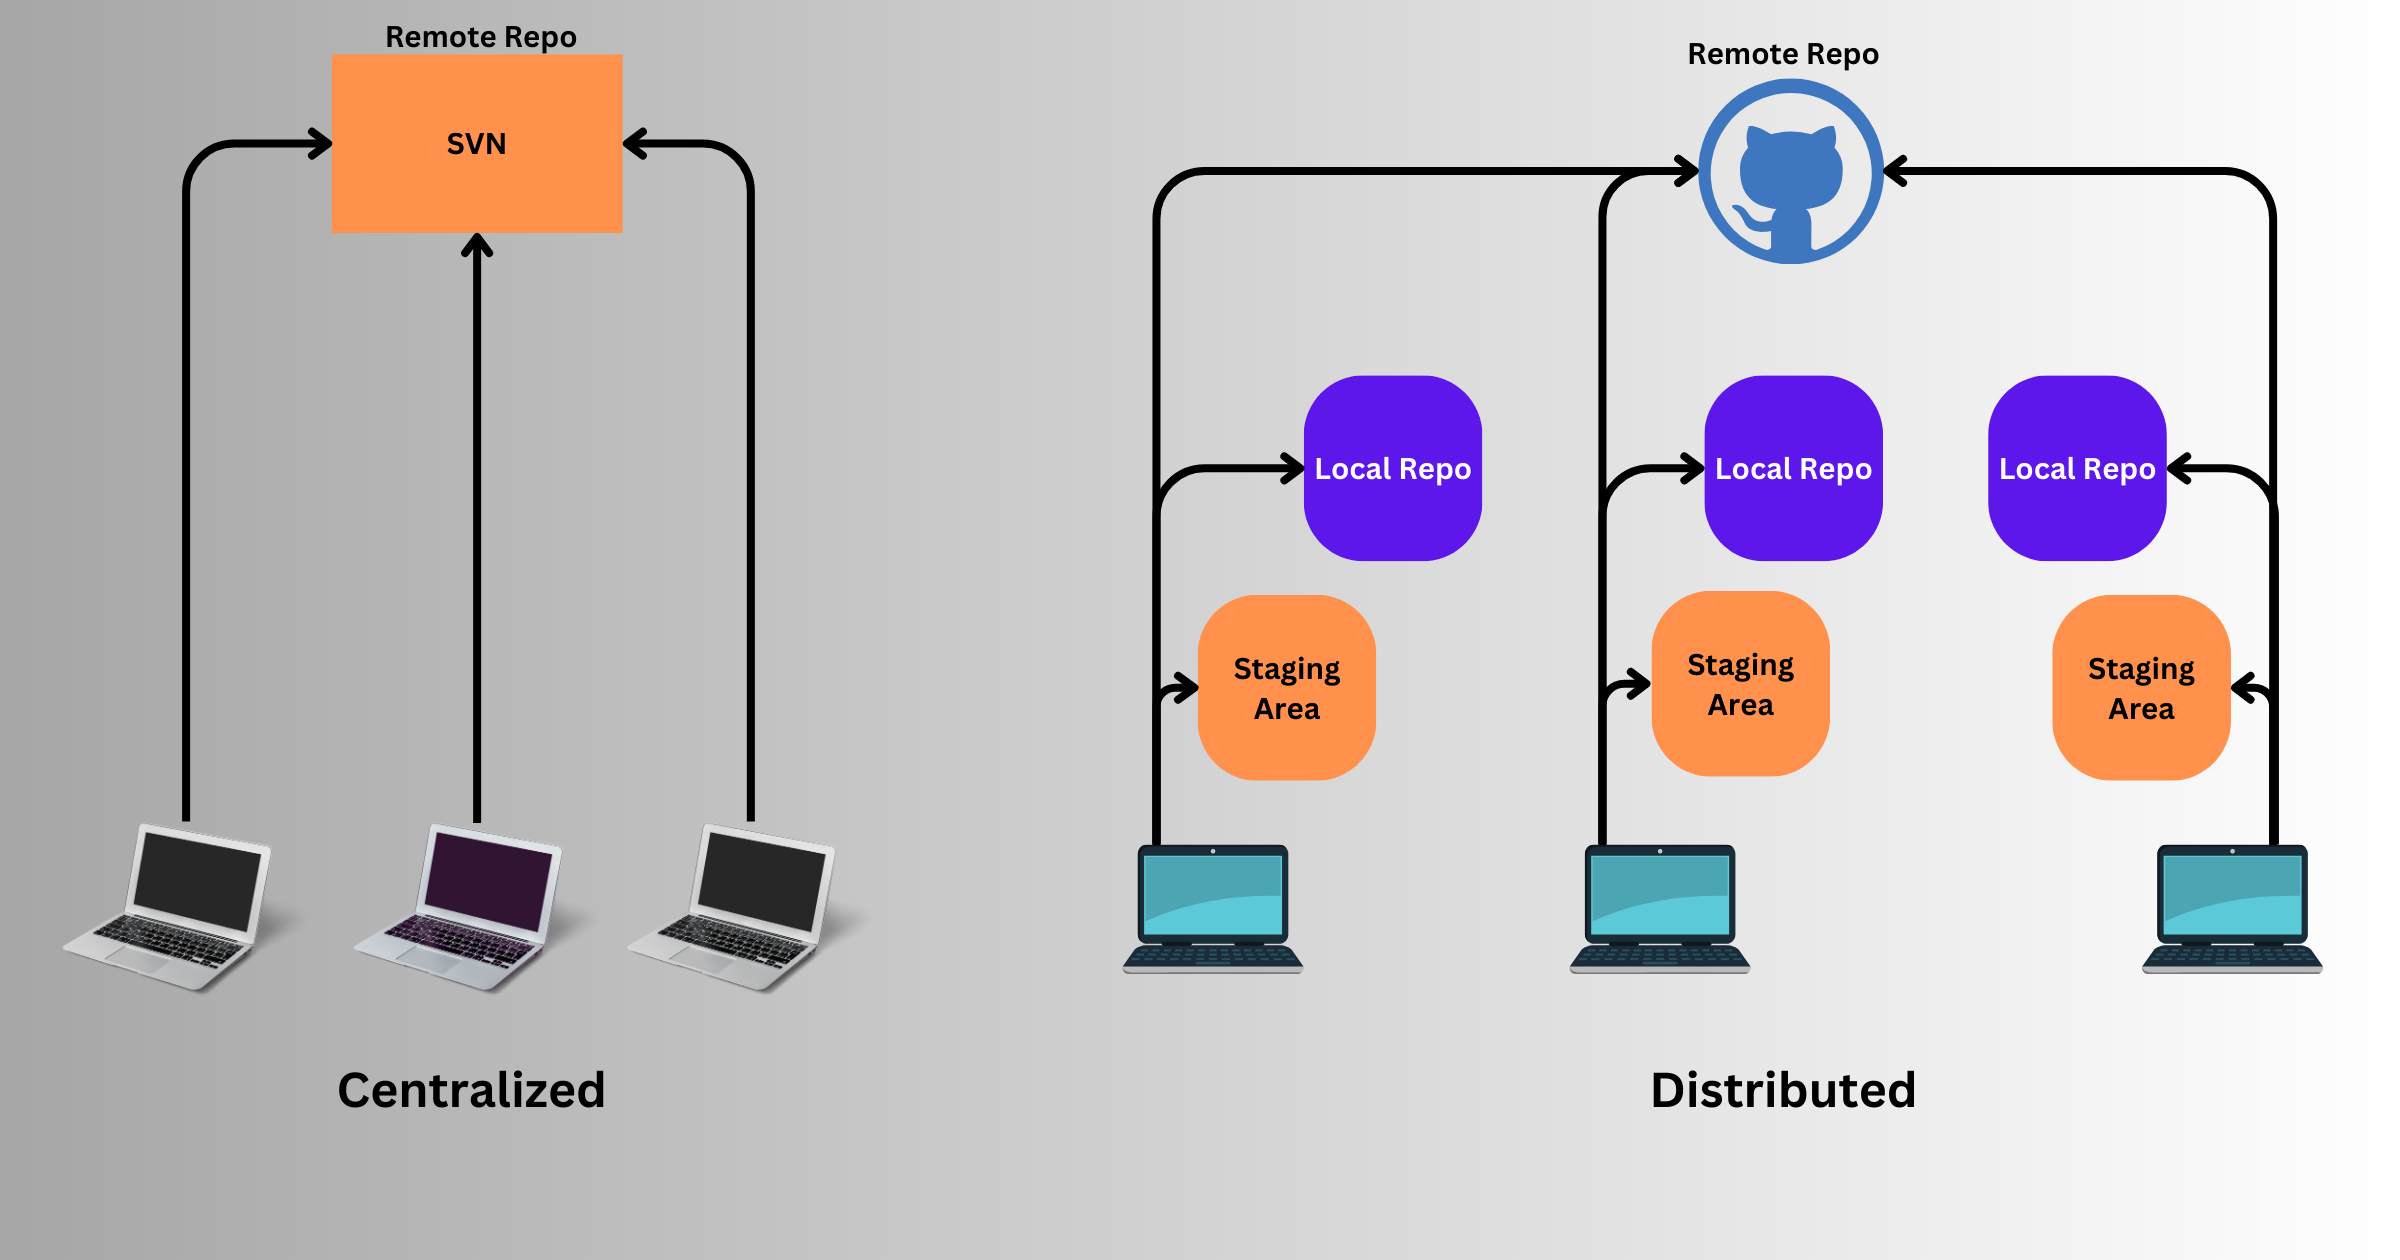 Remote Repo
SVN
Centralized
Remote Repo
Local Repo
Local Repo
Local Repo
Staging
Area
Staging
Area
Staging
Area
Distributed